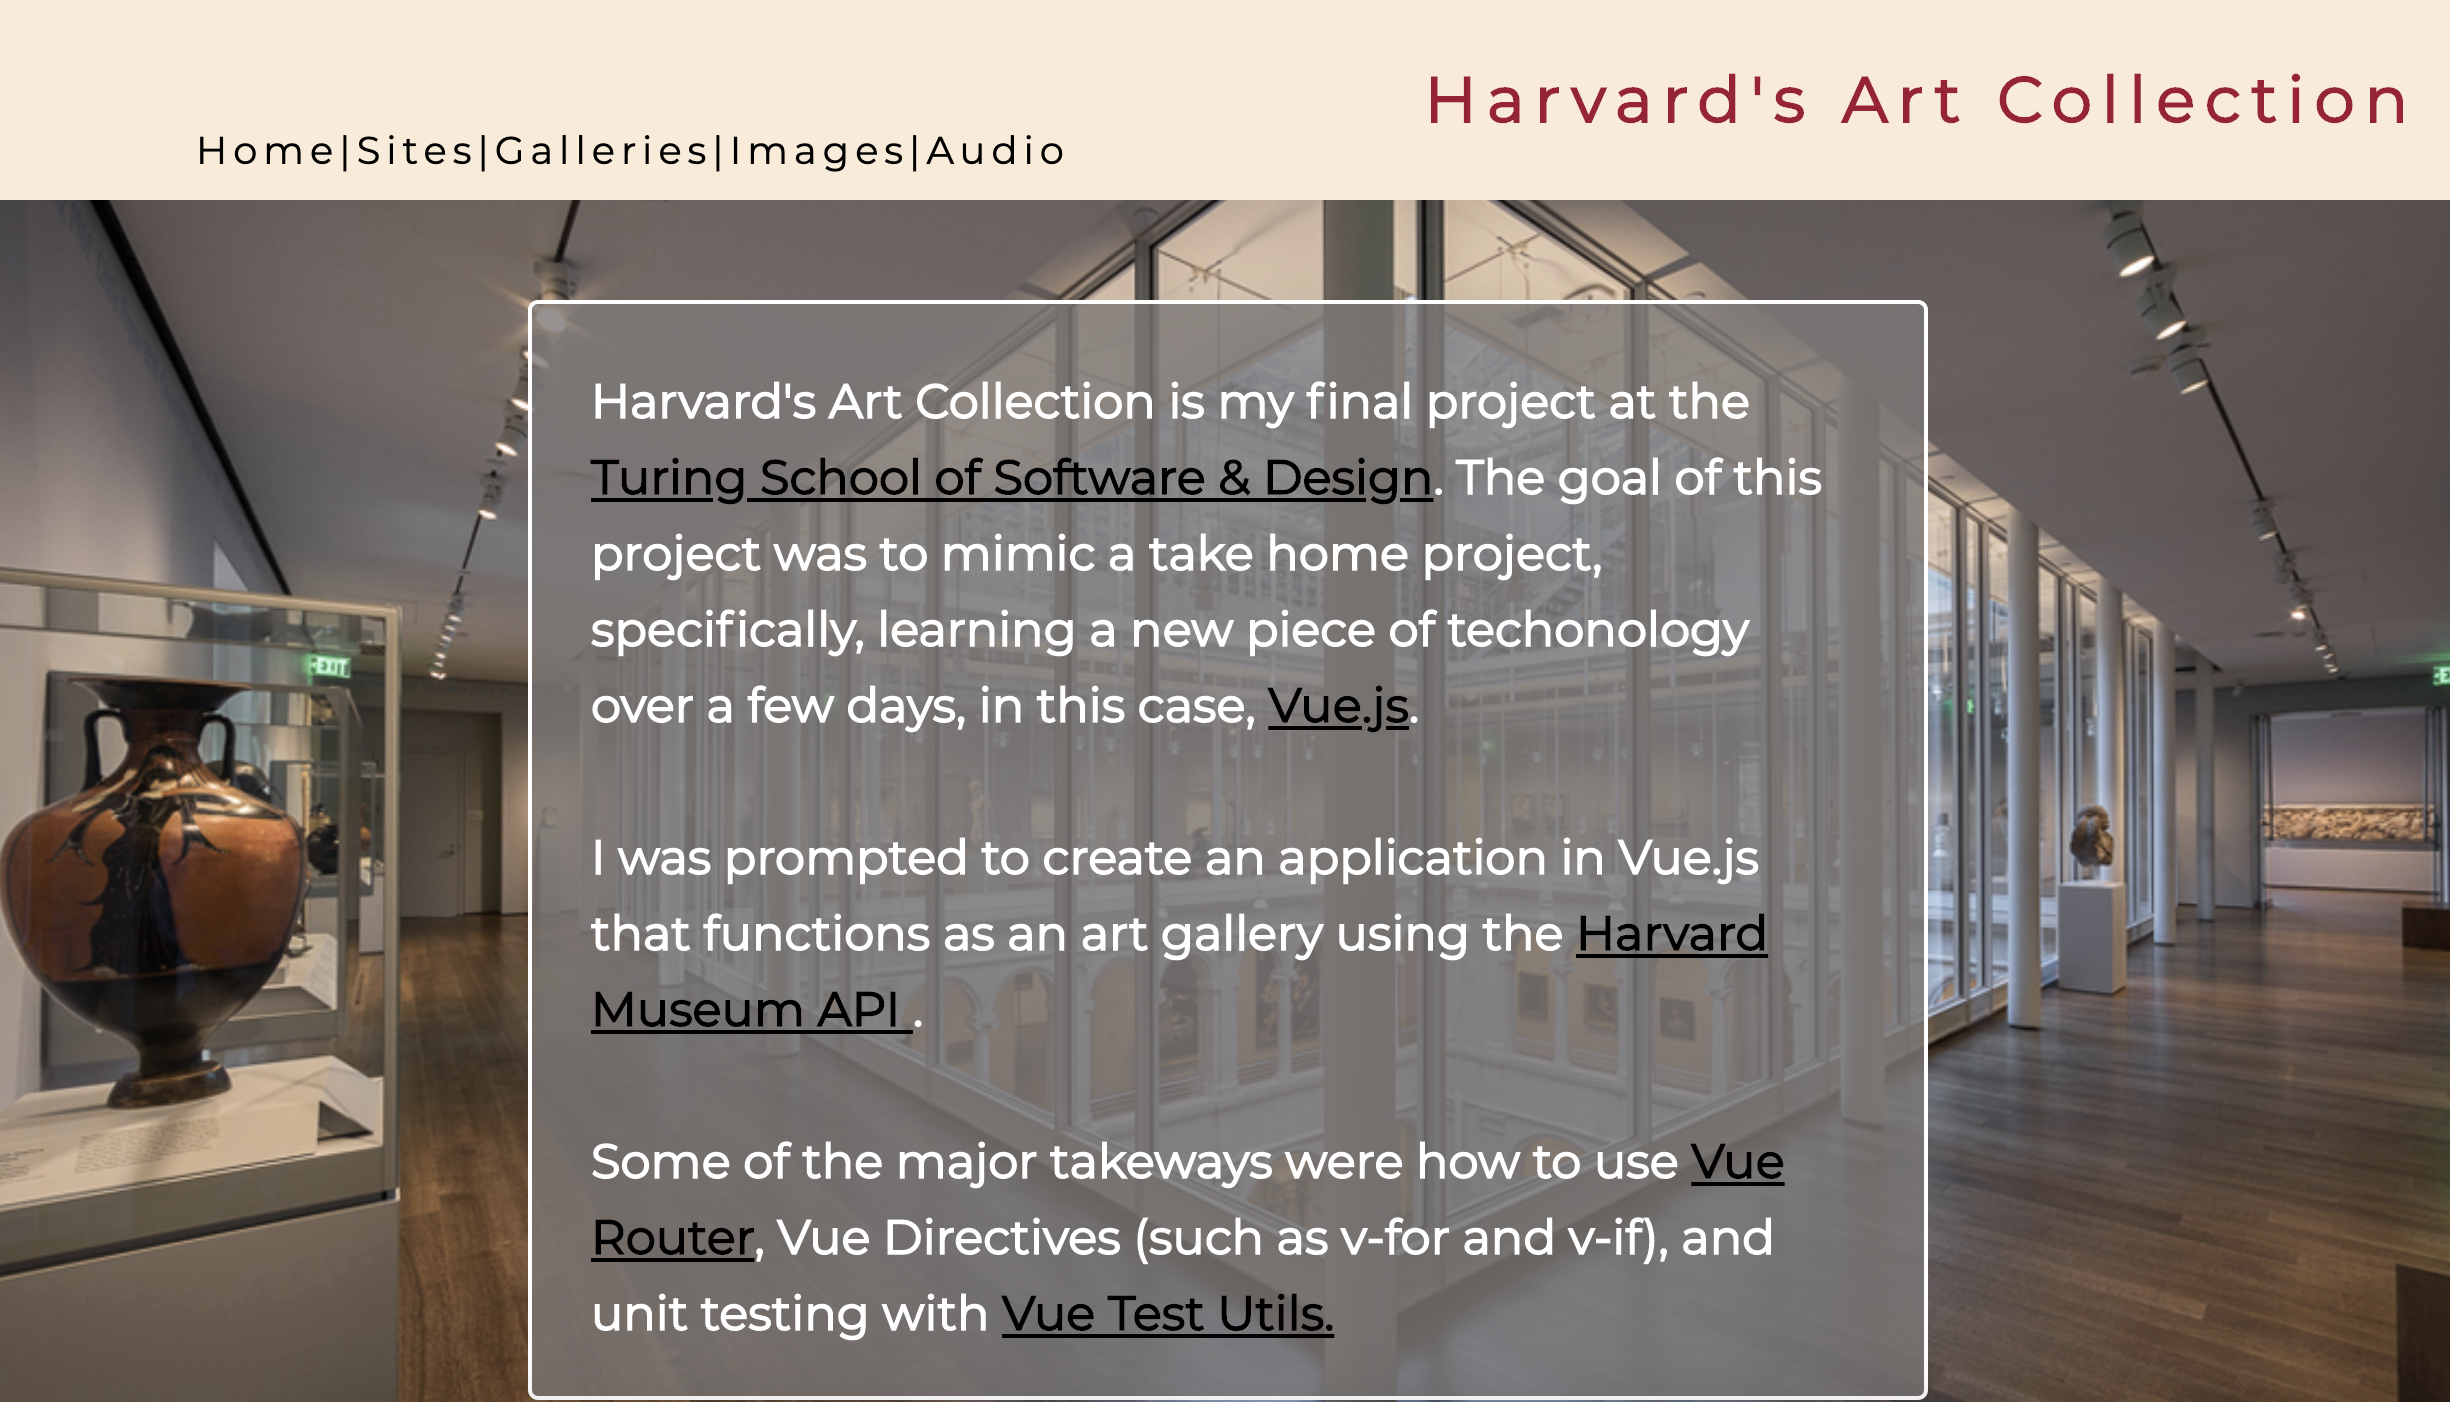 Harvard's Art Collection
Home|Sites|Galleries|Images|Audio
Harvard's Art Collection is my final project at the
Turing School of Software & Design. The goal of this
project was to mimic a take home project,
specifically, learning a new piece of techonology
over a few days, in this case, Vue.js.
I was prompted to create an application in Vue.js
that functions as an art gallery using the Harvard
Museum API .
Some of the major takeways were how to use Vue
Router, Vue Directives (such as v-for and v-if), and
unit testing with Vue Test Utils.
EXIT